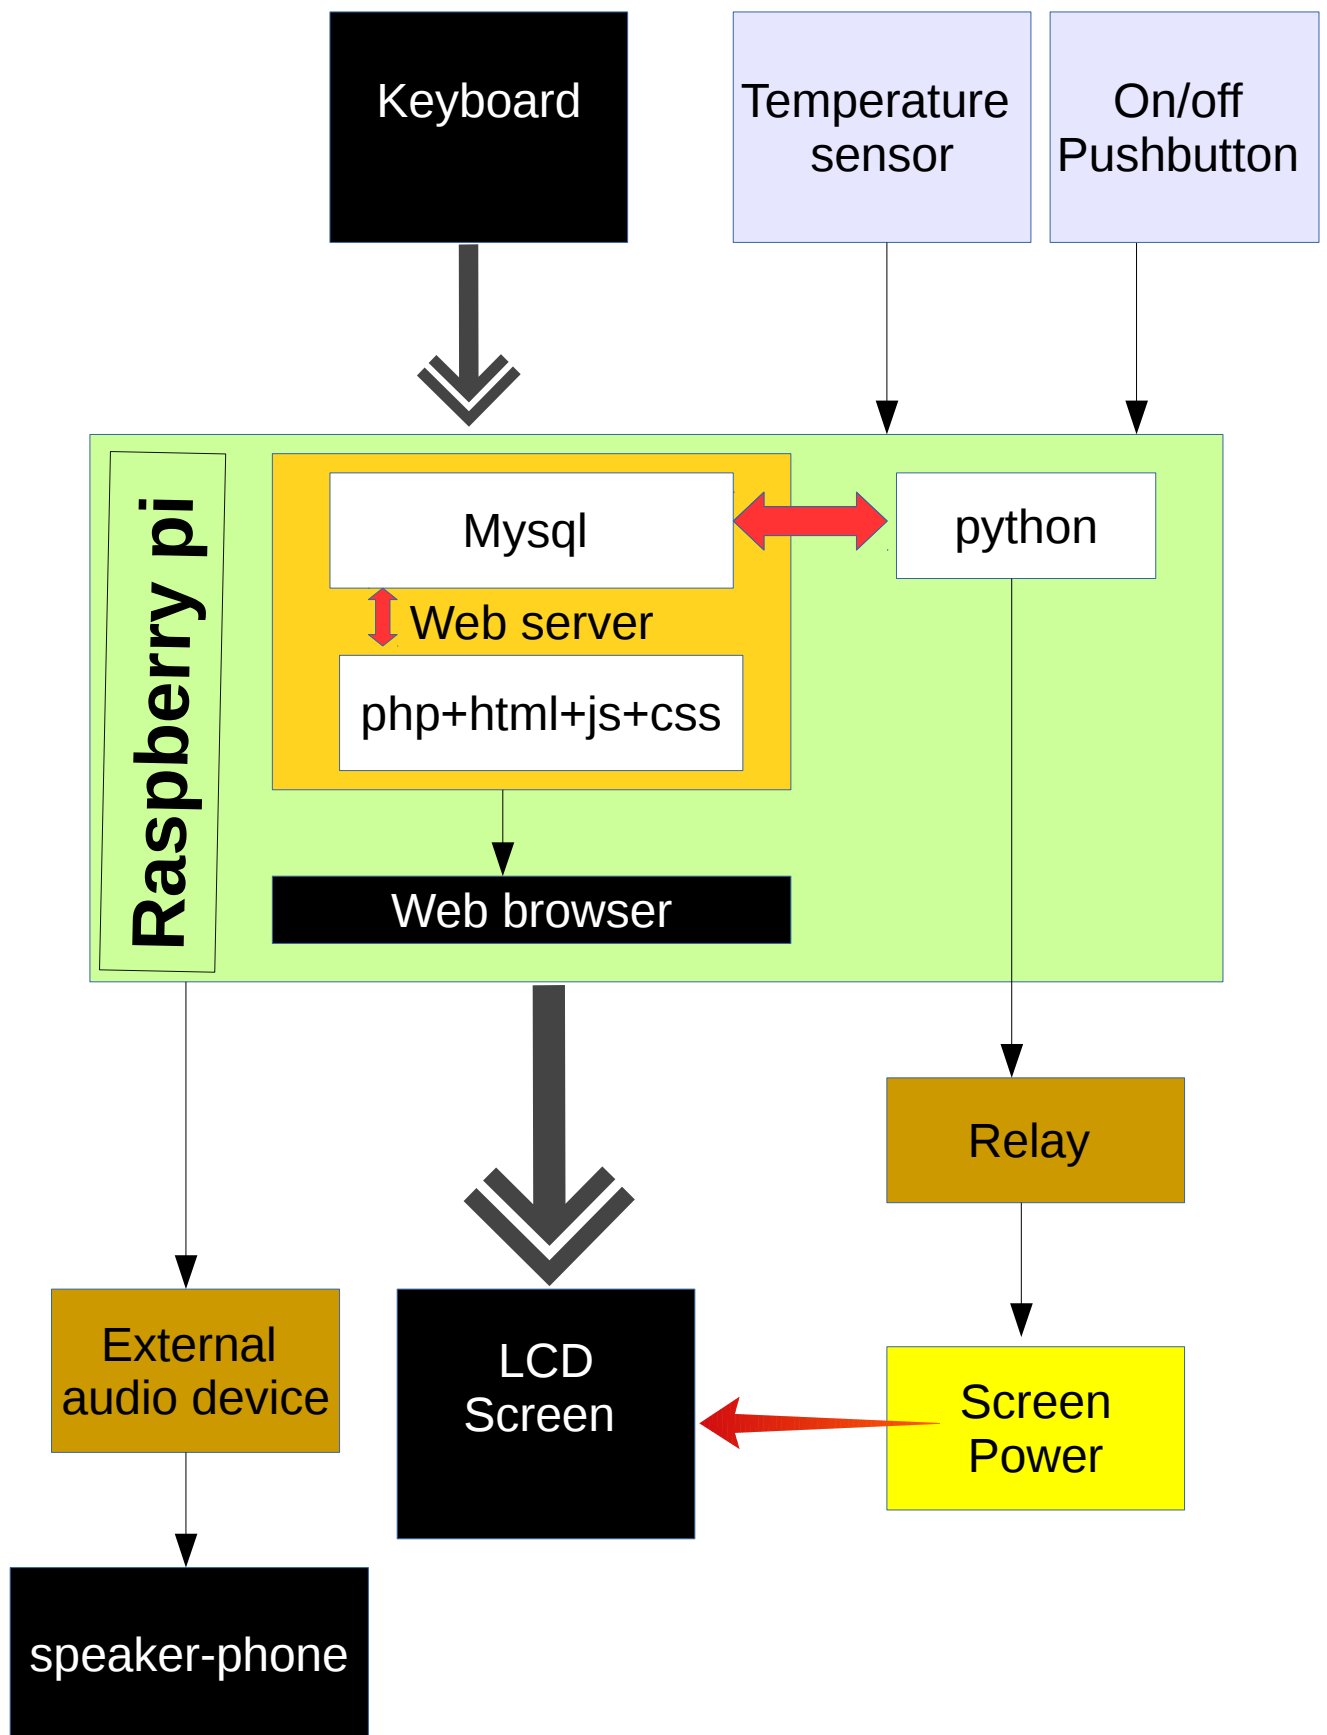 Keyboard
Temperature
sensor
On/off
Pushbutton
Raspberry pi
Mysql
python
Web server
php+html+js+css
Web browser
Relay
External
audio device
LCD
Screen
Screen
Power
speaker-phone